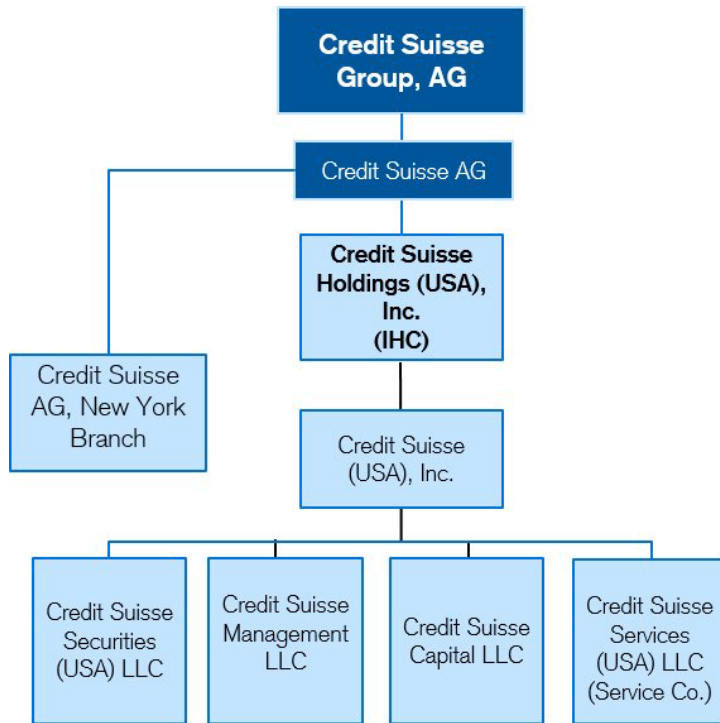 Credit Suisse
Group, AG
Credit Suisse AG
Credit Suisse
Holdings (USA),
Inc.
(IHC)
Credit Suisse
AG, New York
Branch
Credit Suisse
(USA), Inc.
Credit Suisse
Securities
(USA) LLC
Credit Suisse
Management
LLC
Credit Suisse
Capital LLC
Credit Suisse
Services
(USA) LLC
(Service Co.)